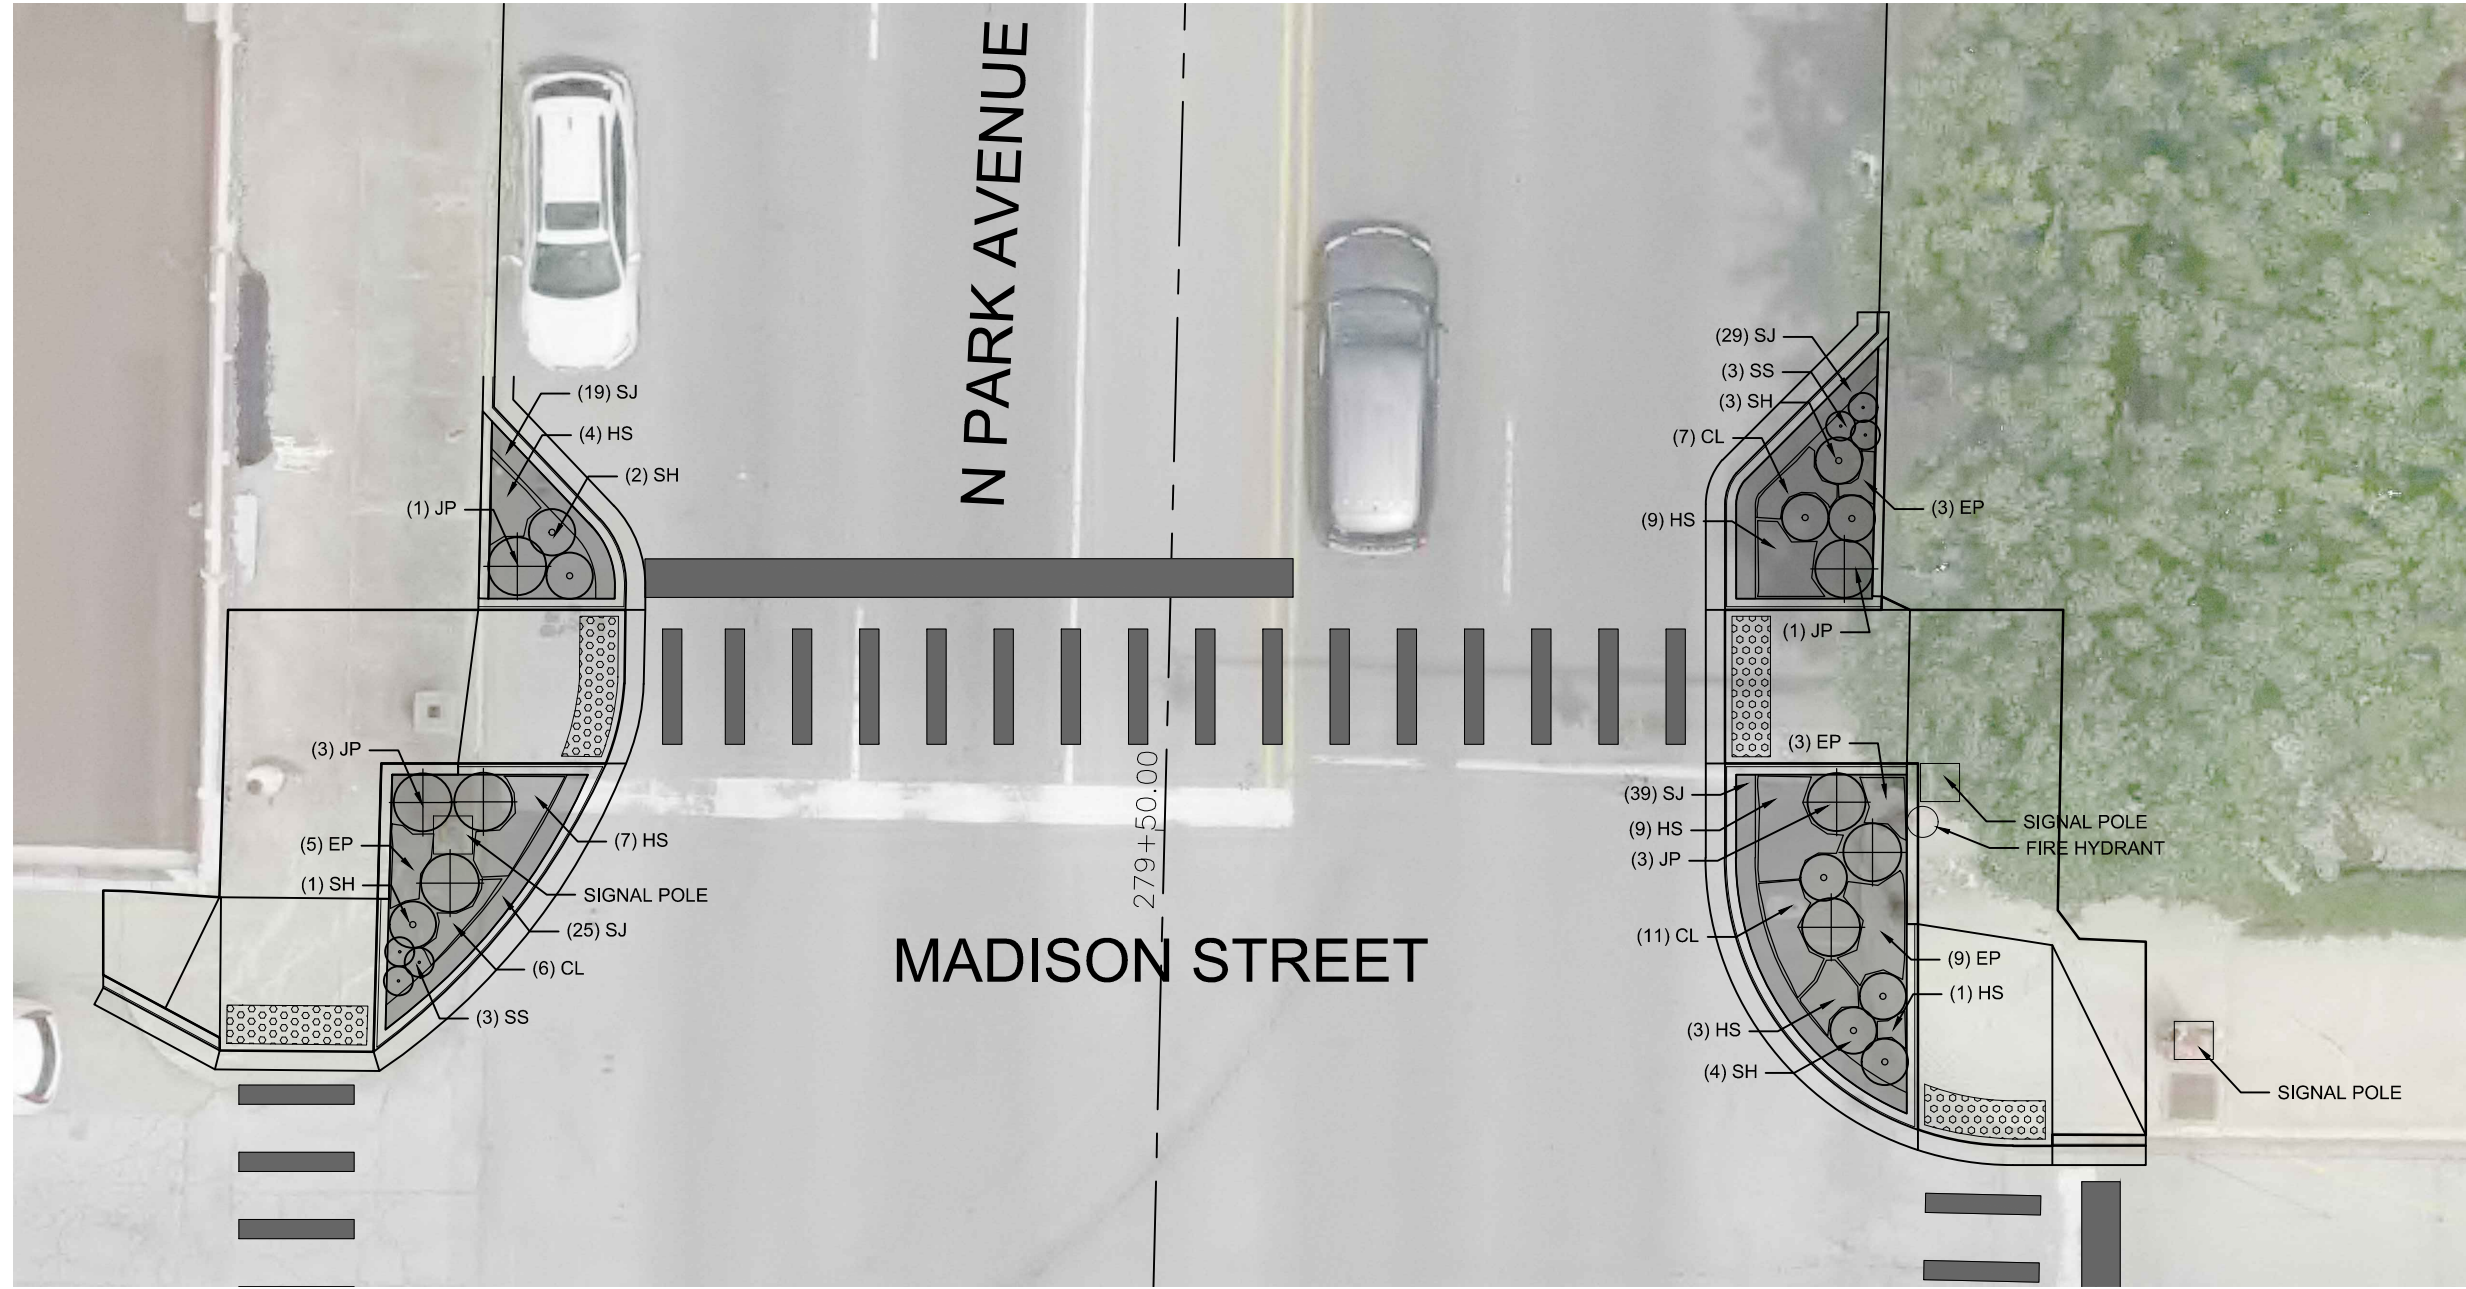 N PARK AVENUE
(19) SJ
(4) HS
(2) SH
(1) JP
(29) SJ
(3) SS
(3) SH
(7) CL
(9) HS
(3) EP
(1) JP
(3) JP
(5) EP
(1) SH
(7) HS
SIGNAL POLE
(25) SJ
(6) CL
(3) SS
279+50.00
MADISON STREET
(3) EP
(39) SJ
(9) HS
(3) JP
(11) CL
(3) HS
(4) SH
SIGNAL POLE
FIRE HYDRANT
(9) EP
(1) HS
SIGNAL POLE